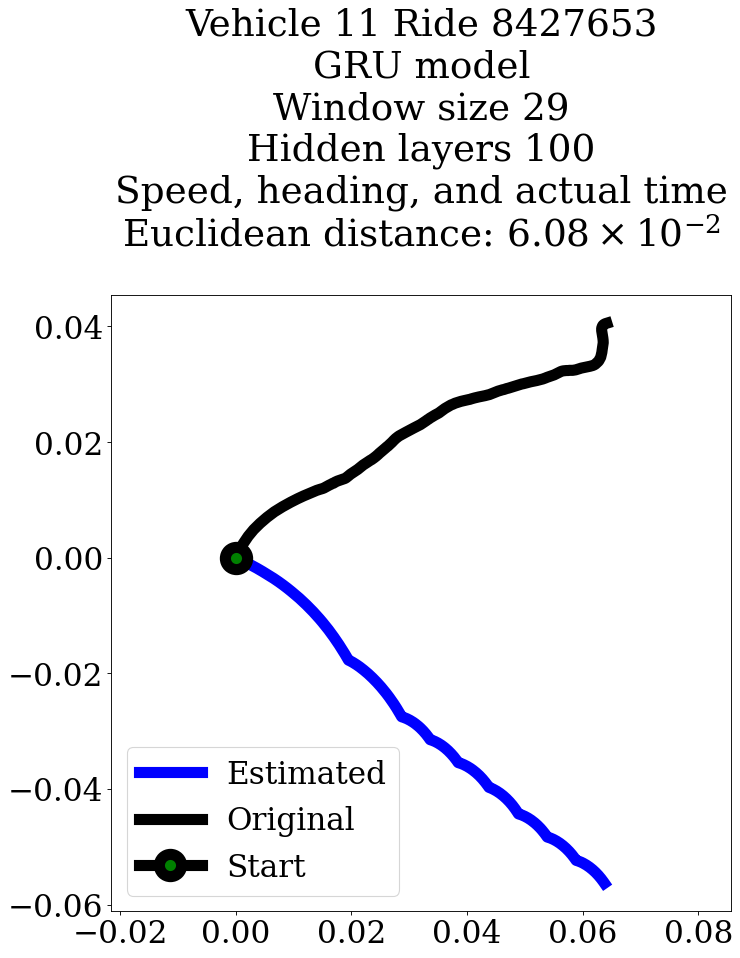 Vehicle 11 Ride 8427653
GRU model
Window size 29
Hidden layers 100
Speed, heading, and actual time
Euclidean distance: 6.08 × 10⁻²
0.04
0.02
0.00
−0.02
−0.04
−0.06
Estimated
Original
Start
−0.02 0.00 0.02 0.04 0.06 0.08